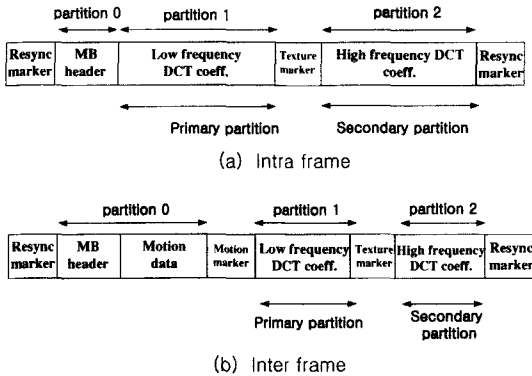 partition 0
partition 1
partition 2
Resync marker
MB header
Low frequency DCT coeff.
Texture marker
High frequency DCT coeff.
Resync marker
Primary partition
Secondary partition
(a) Intra frame
partition 0
partition 1
partition 2
Resync marker
MB header
Motion data
Motion marker
Low frequency DCT coeff.
Texture marker
High frequency DCT coeff.
Resync marker
Primary partition
Secondary partition
(b) Inter frame